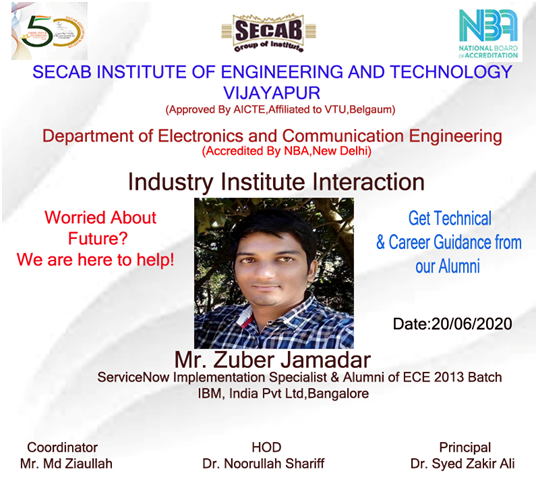 50
SECAB
Group of Institute
NBA
NATIONAL BOARD
of ACCREDITATION
SECAB INSTITUTE OF ENGINEERING AND TECHNOLOGY
VIJAYAPUR
(Approved By AICTE,Affiliated to VTU,Belgaum)
Department of Electronics and Communication Engineering
(Accredited By NBA,New Delhi)
Industry Institute Interaction
Worried About
Future?
We are here to help!
Get Technical
& Career Guidance from
our Alumni
Date:20/06/2020
Mr. Zuber Jamadar
ServiceNow Implementation Specialist & Alumni of ECE 2013 Batch
IBM, India Pvt Ltd,Bangalore
Coordinator
Mr. Md Ziaullah
HOD
Dr. Noorullah Shariff
Principal
Dr. Syed Zakir Ali